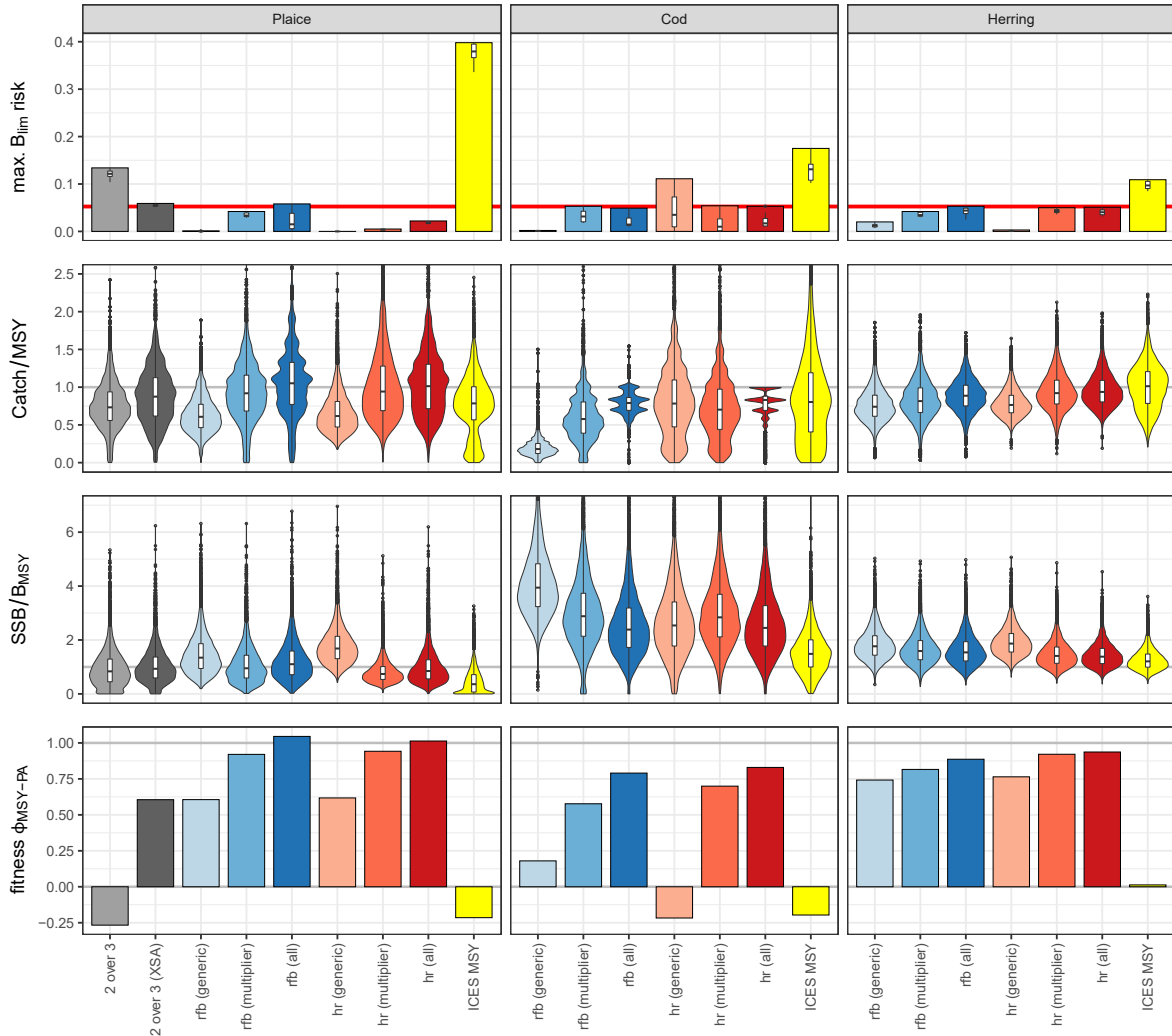 Plaice
Cod
Herring
max. Blim risk
0.4
0.3
0.2
0.1
0.0
Catch/MSY
2.5
2.0
1.5
1.0
0.5
0.0
SSB/BMSY
6
4
2
0
fitness ϕMSY−PA
1.00
0.75
0.50
0.25
0.00
−0.25
2 over 3
2 over 3 (XSA)
rfb (generic)
rfb (multiplier)
rfb (all)
hr (generic)
hr (multiplier)
hr (all)
ICES MSY
rfb (generic)
rfb (multiplier)
rfb (all)
hr (generic)
hr (multiplier)
hr (all)
ICES MSY
rfb (generic)
rfb (multiplier)
rfb (all)
hr (generic)
hr (multiplier)
hr (all)
ICES MSY